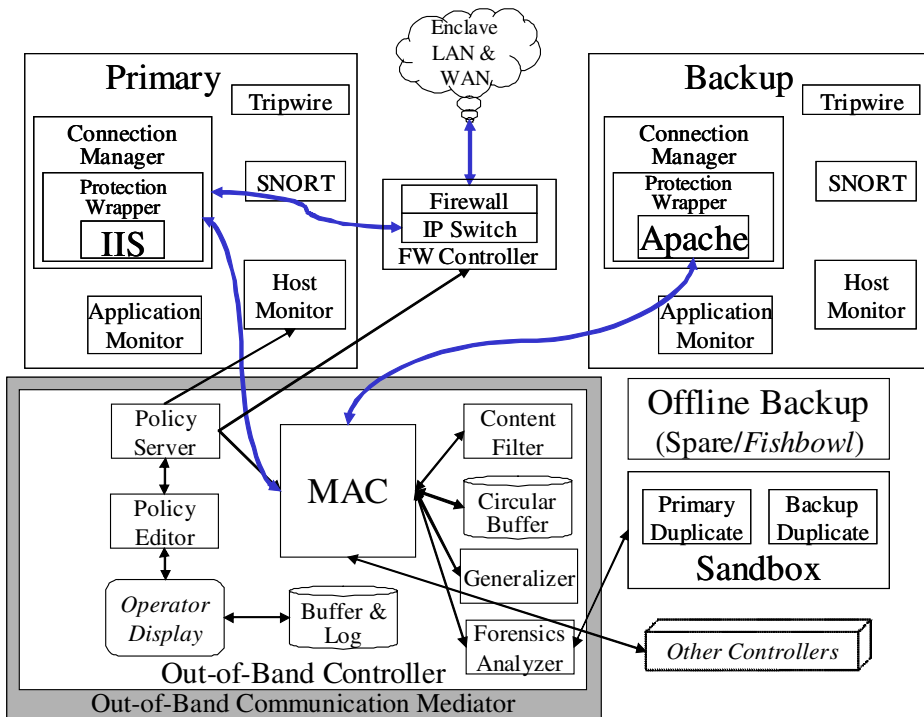 Enclave
LAN &
WAN
Primary
Tripwire
Connection
Manager
Protection
Wrapper
IIS
SNORT
Host
Monitor
Application
Monitor
Firewall
IP Switch
FW Controller
Backup
Tripwire
Connection
Manager
Protection
Wrapper
Apache
SNORT
Host
Monitor
Application
Monitor
Policy
Server
Policy
Editor
Operator
Display
Buffer &
Log
MAC
Content
Filter
Circular
Buffer
Generalizer
Forensics
Analyzer
Out-of-Band Controller
Out-of-Band Communication Mediator
Offline Backup
(Spare/Fishbowl)
Primary
Duplicate
Backup
Duplicate
Sandbox
Other Controllers